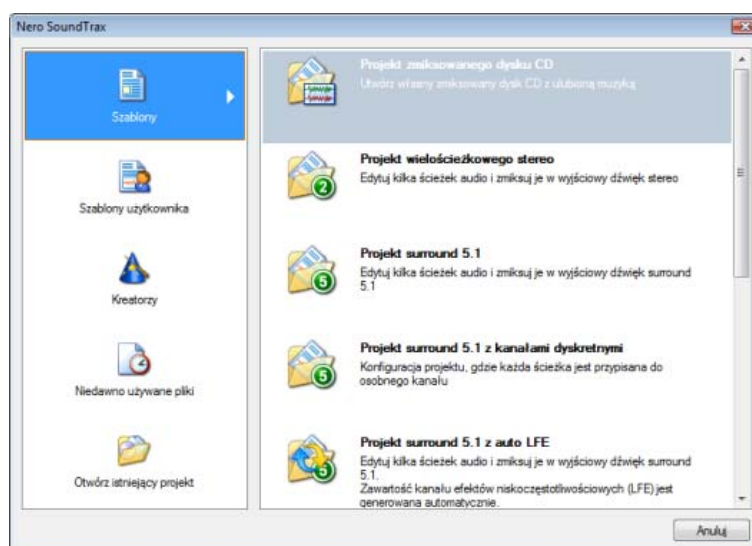 Nero SoundTrax
Szablony
Szablony użytkownika
Kreatorzy
Niedawno używane pliki
Otwórz istniejący projekt
Projekt zmiksowanego dysku CD
Utwórz własny zmiksowany dysk CD z ulubioną muzyką
Projekt wielościeżkowego stereo
Edytuj kilka ścieżek audio i zmiksuj je w wyjściowy dźwięk stereo
Projekt surround 5.1
Edytuj kilka ścieżek audio i zmiksuj je w wyjściowy dźwięk surround
5.1
Projekt surround 5.1 z kanałami dyskretnymi
Konfiguracja projektu, gdzie każda ścieżka jest przypisana do
osobnego kanału
Projekt surround 5.1 z auto LFE
Edytuj kilka ścieżek audio i zmiksuj je w wyjściowy dźwięk surround
5.1.
Zawartość kanału efektów niskoczęstotliwościowych (LFE) jest
generowana automatycznie.
Anuluj
2
5
5
5